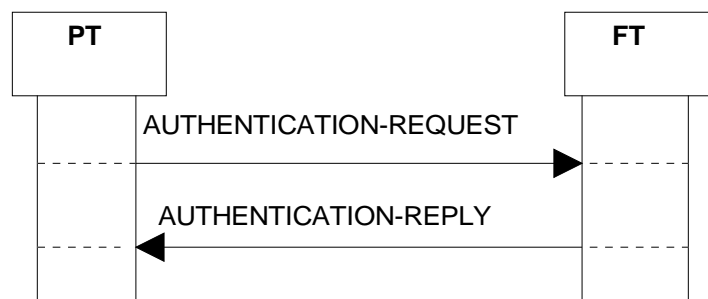 PT
FT
AUTHENTICATION-REQUEST
AUTHENTICATION-REPLY